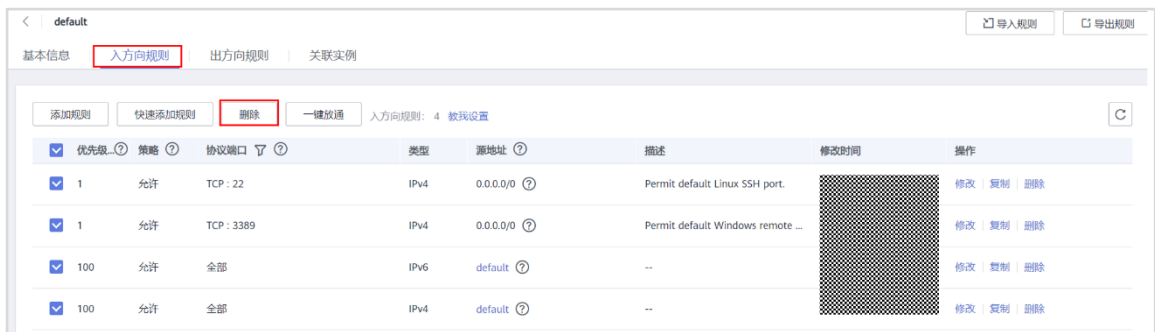 default 导入规则 导出规则
基本信息 入方向规则 出方向规则 关联实例
添加规则 快速添加规则 删除 一键放通 入方向规则: 4 教我设置
优先级... 策略 协议端口 类型 源地址 描述 修改时间 操作
1 允许 TCP : 22 IPv4 0.0.0.0/0 Permit default Linux SSH port. 修改 复制 删除
1 允许 TCP : 3389 IPv4 0.0.0.0/0 Permit default Windows remote ... 修改 复制 删除
100 允许 全部 IPv6 default -- 修改 复制 删除
100 允许 全部 IPv4 default -- 修改 复制 删除